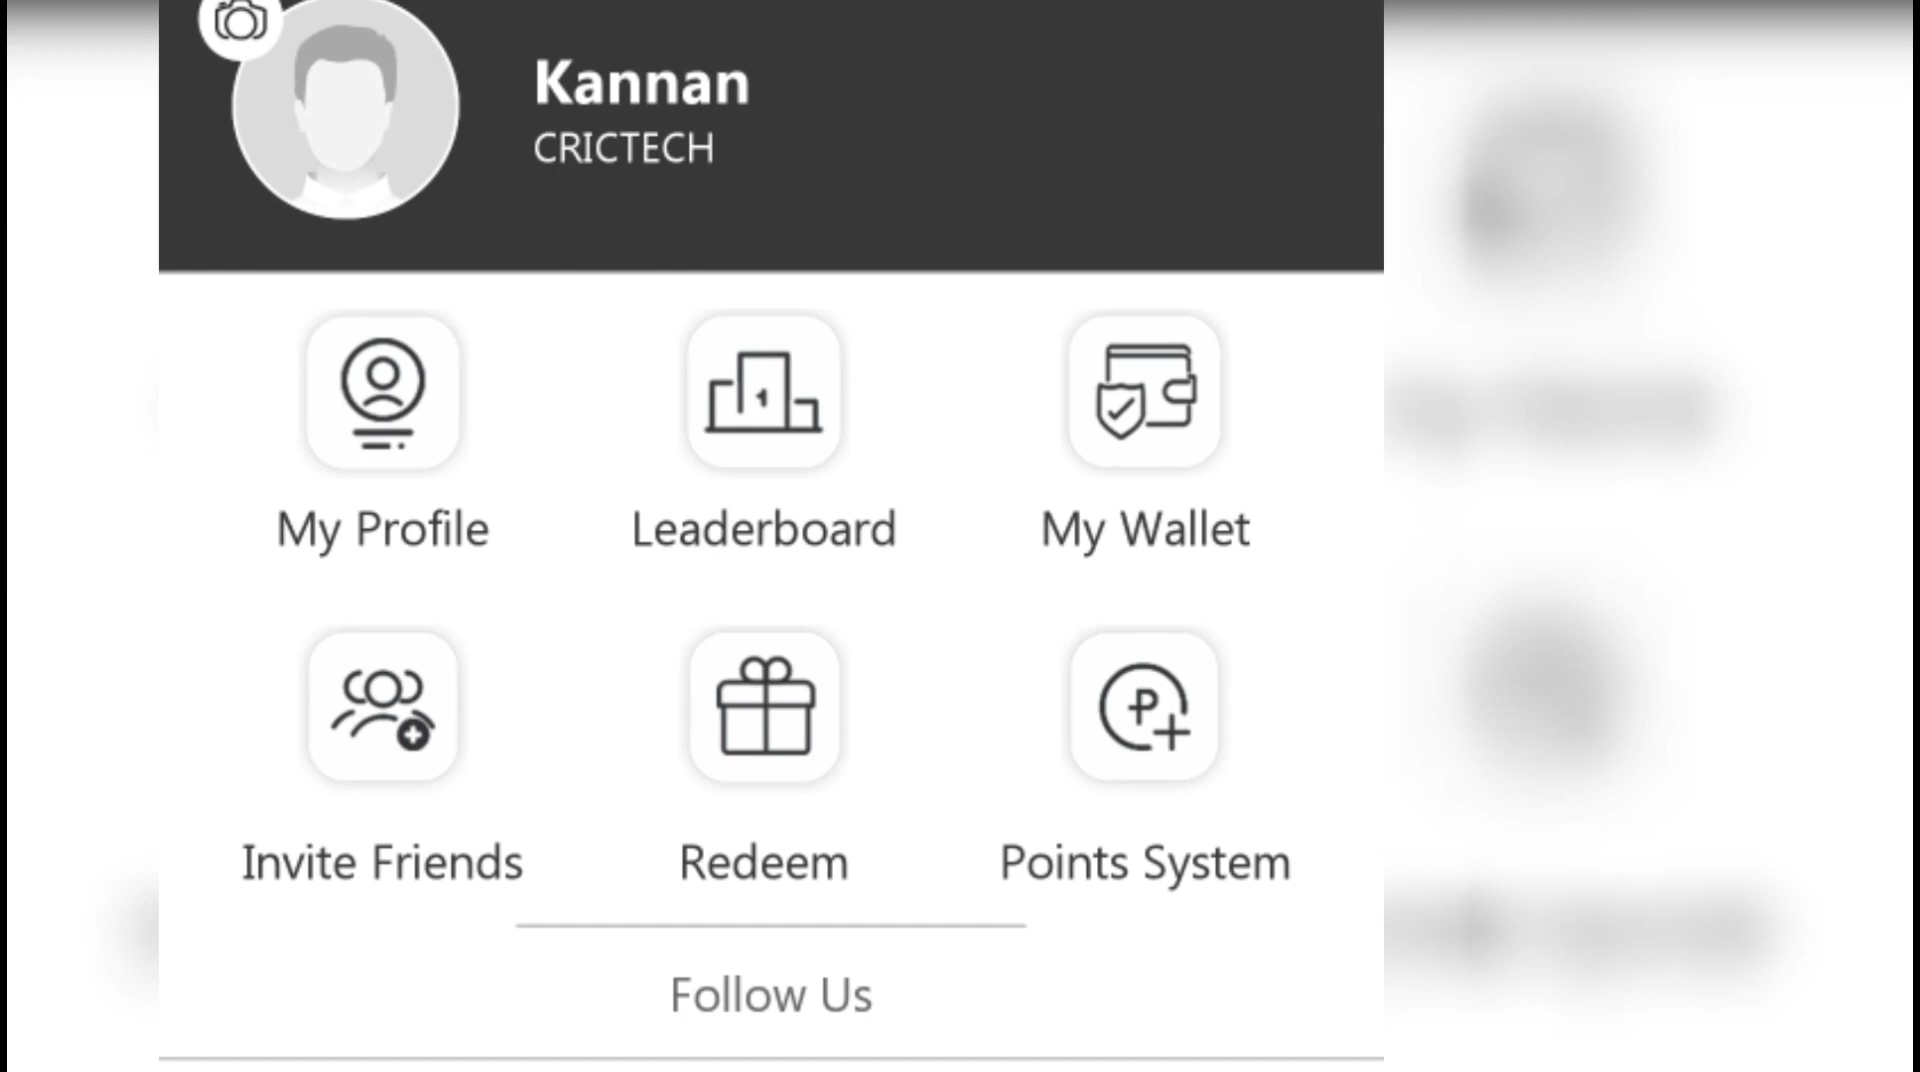 Kannan
CRICTECH
My Profile
Leaderboard
My Wallet
Invite Friends
Redeem
Points System
Follow Us